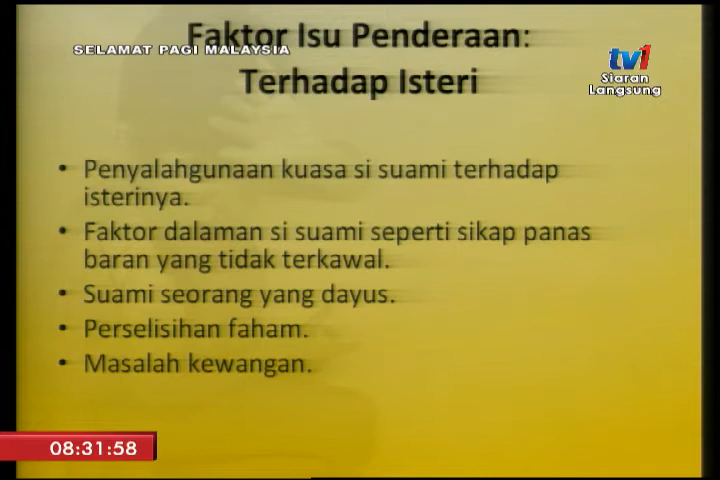 Faktor Isu Penderaan:
SELAMAT PAGI MALAYSIA
tv1
Siaran
Langsung
Terhadap Isteri
• Penyalahgunaan kuasa si suami terhadap
isterinya.
• Faktor dalaman si suami seperti sikap panas
baran yang tidak terkawal.
• Suami seorang yang dayus.
• Perselisihan faham.
• Masalah kewangan.
08:31:58